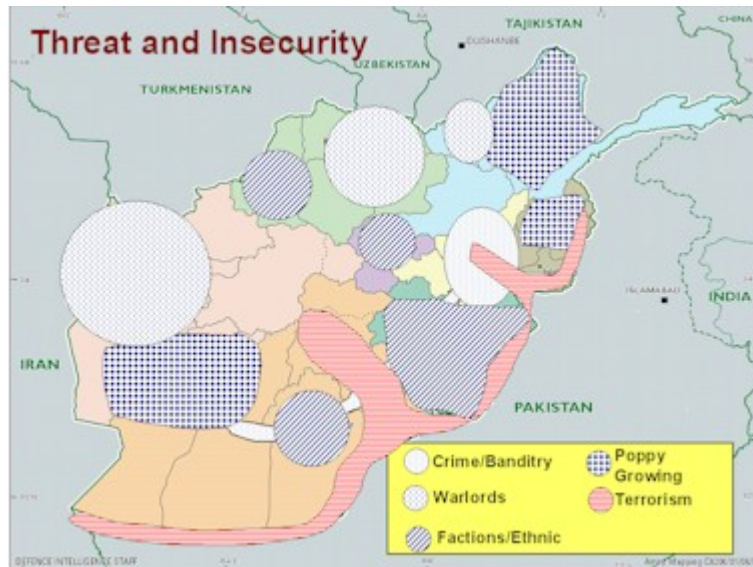 Threat and Insecurity
TAJIKISTAN
CHINA
DUSHANBE
UZBEKISTAN
TURKMENISTAN
ISLAMABAD
INDIA
IRAN
PAKISTAN
Crime/Banditry
Poppy
Growing
Warlords
Terrorism
Factions/Ethnic
DEFENCE INTELLIGENCE STAFF